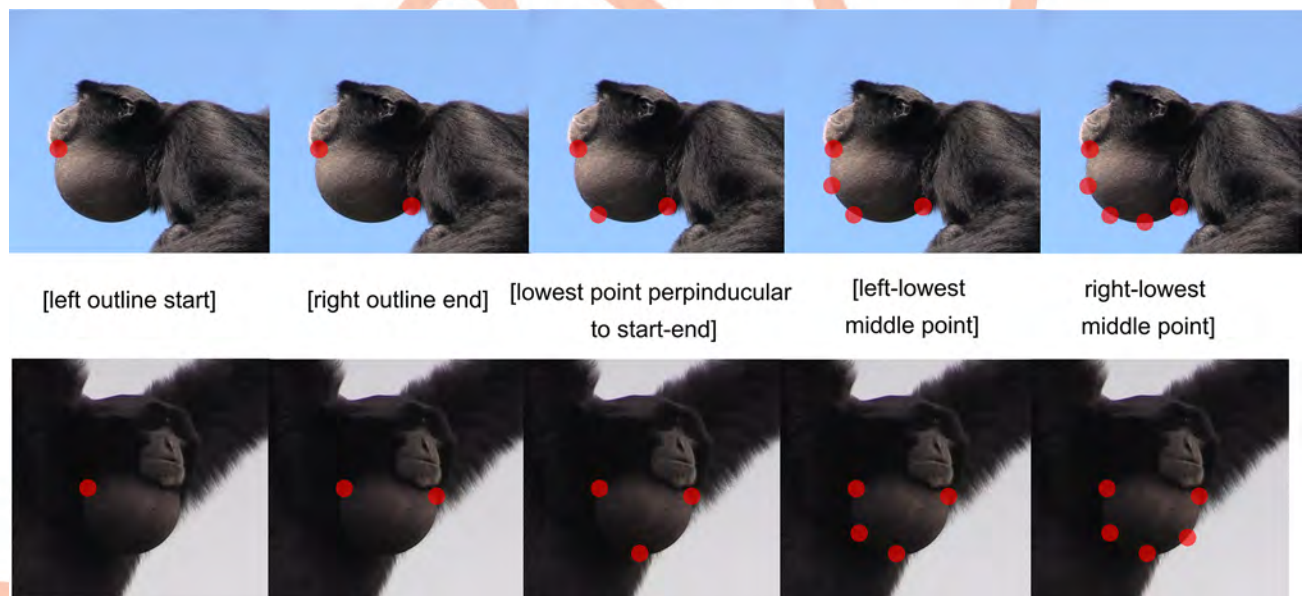 [left outline start]
[right outline end]
[lowest point perpinducular
to start-end]
[left-lowest
middle point]
right-lowest
middle point]